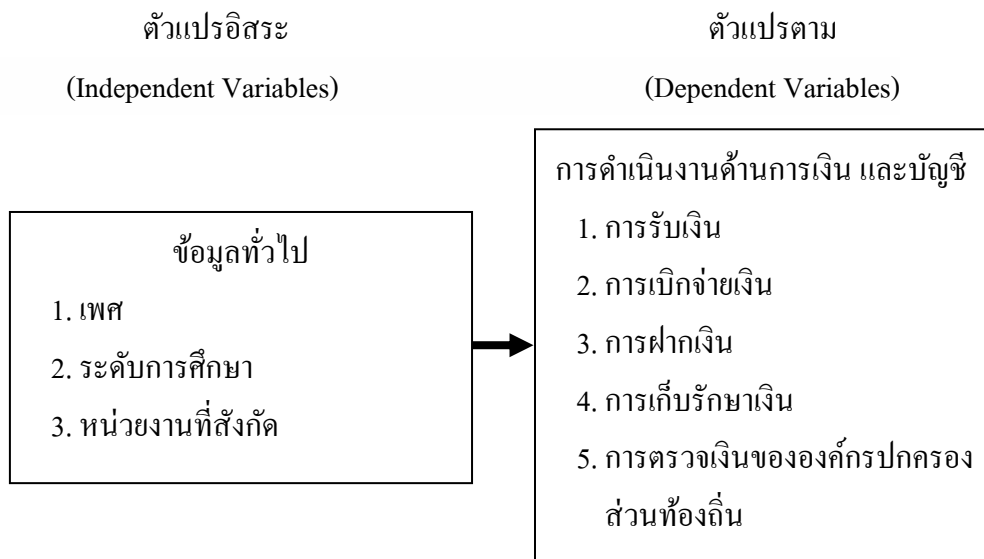 ตัวแปรอิสระ
(Independent Variables)
ข้อมูลทั่วไป
1. เพศ
2. ระดับการศึกษา
3. หน่วยงานที่สังกัด
ตัวแปรตาม
(Dependent Variables)
การดำเนินงานด้านการเงิน และบัญชี
1. การรับเงิน
2. การเบิกจ่ายเงิน
3. การฝากเงิน
4. การเก็บรักษาเงิน
5. การตรวจเงินขององค์กรปกครอง
ส่วนท้องถิ่น